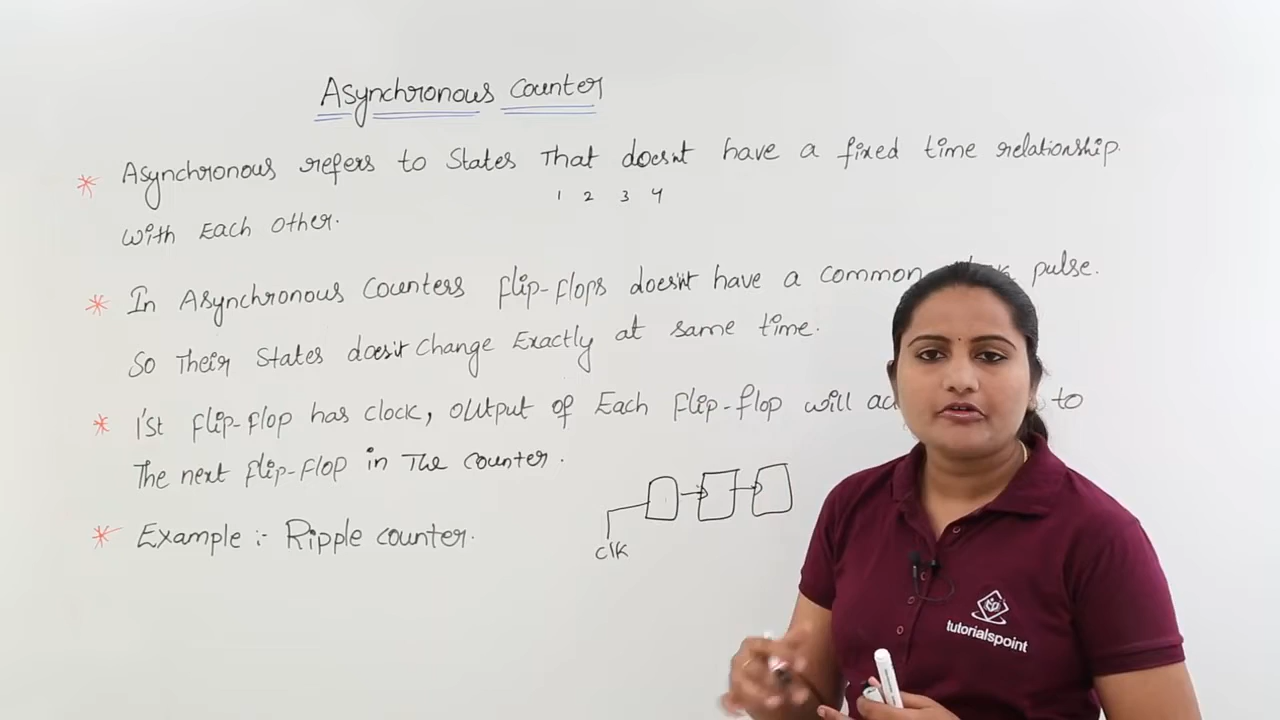 Asynchronous Counter
* Asynchronous refers to States That doesn't have a fixed time relationship
1 2 3 4
with Each Other.
* In Asynchronous Counters flip-flops doesn't have a common pulse.
So Their States doesn't change Exactly at same time.
* 1'st flip-flop has clock, output of Each flip-flop will to
The next flip-flop in The counter.
* Example :- Ripple counter.
clk
tutorialspoint